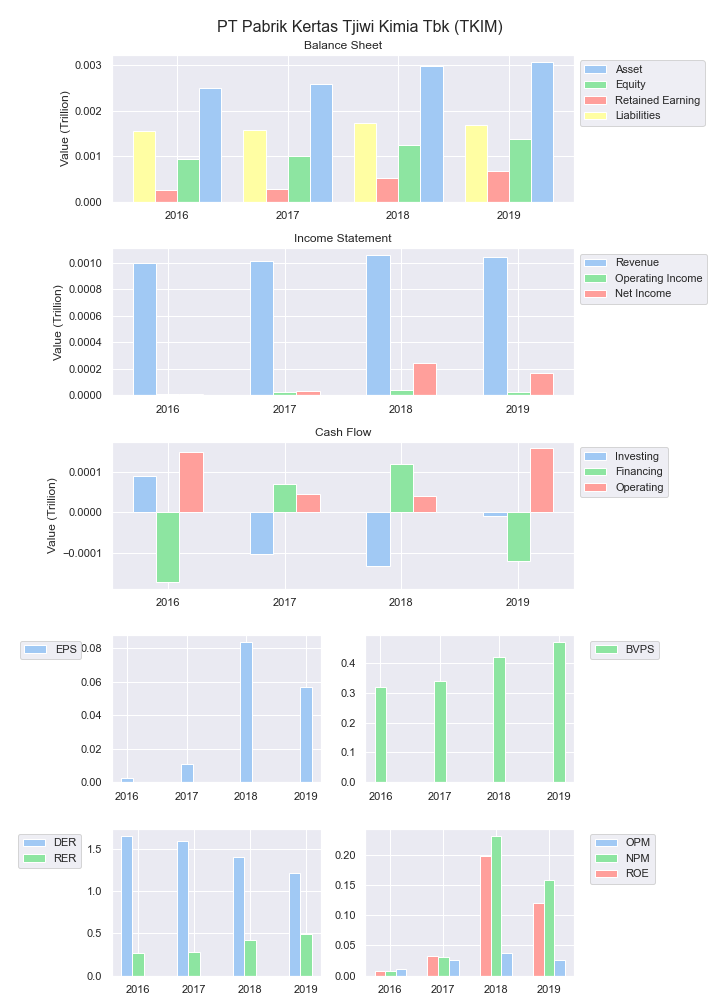 PT Pabrik Kertas Tjiwi Kimia Tbk (TKIM)
Balance Sheet
Value (Trillion)
0.003
0.002
0.001
0.000
2016 2017 2018 2019
Asset
Equity
Retained Earning
Liabilities
Income Statement
Value (Trillion)
0.0010
0.0008
0.0006
0.0004
0.0002
0.0000
2016 2017 2018 2019
Revenue
Operating Income
Net Income
Cash Flow
Value (Trillion)
0.0001
0.0000
−0.0001
2016 2017 2018 2019
Investing
Financing
Operating
EPS
0.08
0.06
0.04
0.02
0.00
2016 2017 2018 2019
BVPS
0.4
0.3
0.2
0.1
0.0
2016 2017 2018 2019
DER
RER
1.5
1.0
0.5
0.0
2016 2017 2018 2019
OPM
NPM
ROE
0.20
0.15
0.10
0.05
0.00
2016 2017 2018 2019